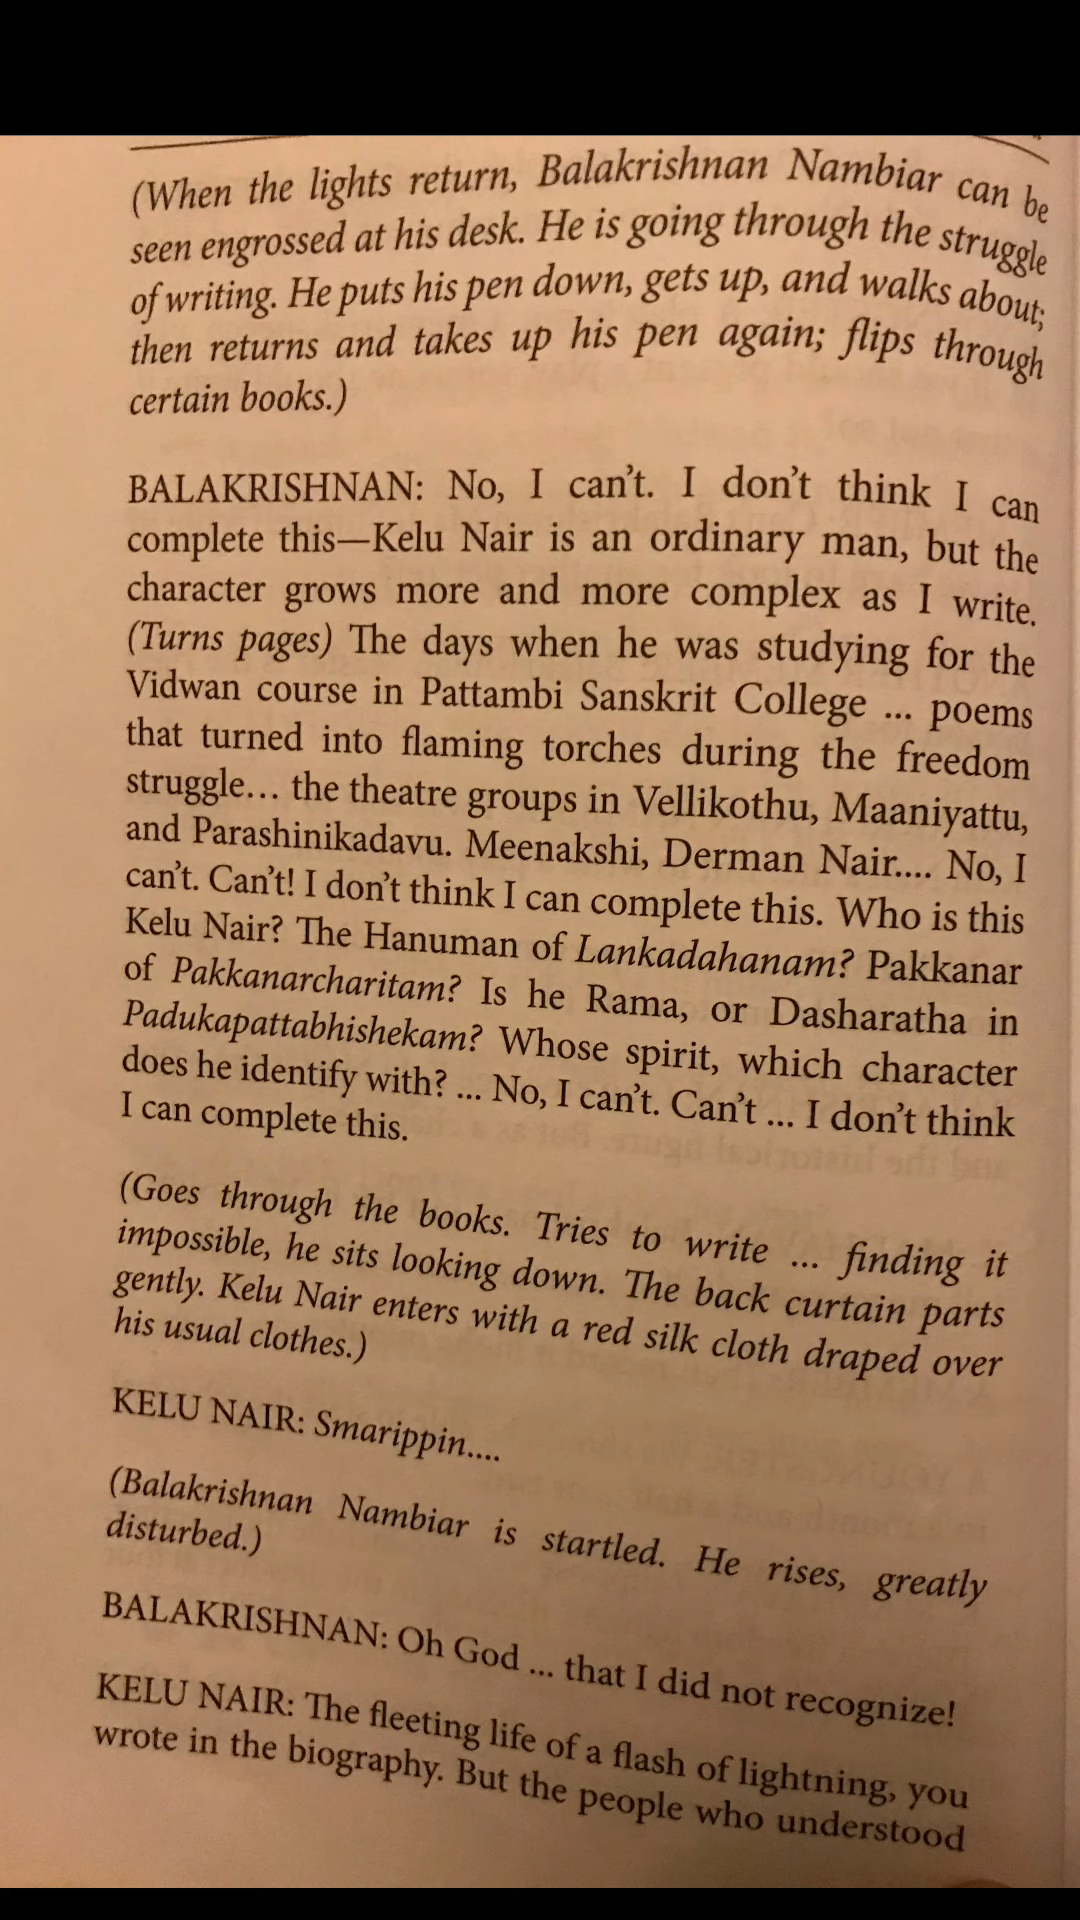 (When the lights return, Balakrishnan Nambiar can be
seen engrossed at his desk. He is going through the struggle
of writing. He puts his pen down, gets up, and walks about;
then returns and takes up his pen again; flips through
certain books.)
BALAKRISHNAN: No, I can’t. I don’t think I can
complete this—Kelu Nair is an ordinary man, but the
character grows more and more complex as I write.
(Turns pages) The days when he was studying for the
Vidwan course in Pattambi Sanskrit College ... poems
that turned into flaming torches during the freedom
struggle... the theatre groups in Vellikothu, Maaniyattu,
and Parashinikadavu. Meenakshi, Derman Nair.... No, I
can’t. Can’t! I don’t think I can complete this. Who is this
Kelu Nair? The Hanuman of Lankadahanam? Pakkanar
of Pakkanarcharitam? Is he Rama, or Dasharatha in
Padukapattabhishekam? Whose spirit, which character
does he identify with? ... No, I can’t. Can’t ... I don’t think
I can complete this.
(Goes through the books. Tries to write ... finding it
impossible, he sits looking down. The back curtain parts
gently. Kelu Nair enters with a red silk cloth draped over
his usual clothes.)
KELU NAIR: Smarippin....
(Balakrishnan Nambiar is startled. He rises, greatly
disturbed.)
BALAKRISHNAN: Oh God ... that I did not recognize!
KELU NAIR: The fleeting life of a flash of lightning, you
wrote in the biography. But the people who understood